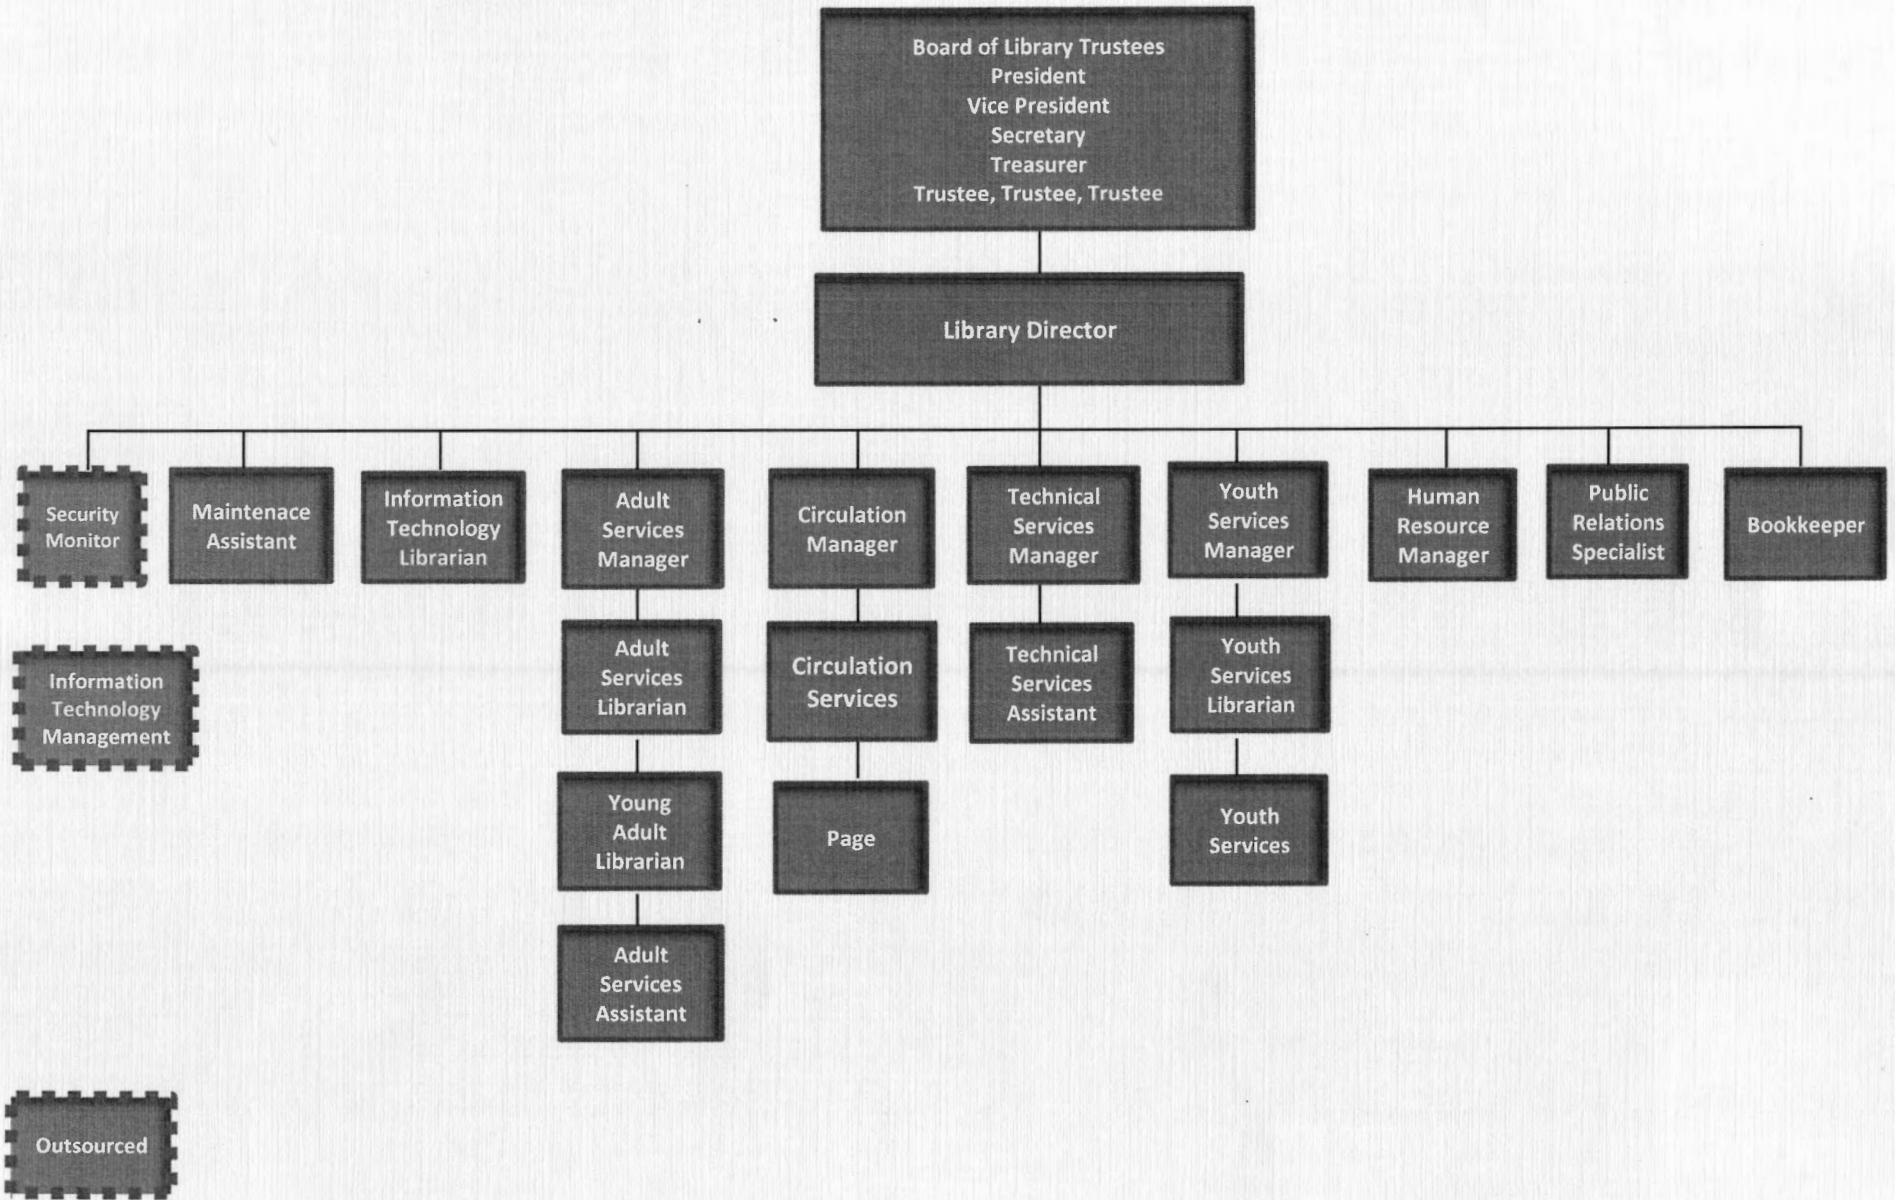 Board of Library Trustees
President
Vice President
Secretary
Treasurer
Trustee, Trustee, Trustee
Library Director
Security
Monitor
Maintenace
Assistant
Information
Technology
Librarian
Adult
Services
Manager
Circulation
Manager
Technical
Services
Manager
Youth
Services
Manager
Human
Resource
Manager
Public
Relations
Specialist
Bookkeeper
Information
Technology
Management
Adult
Services
Librarian
Circulation
Services
Technical
Services
Assistant
Youth
Services
Librarian
Young
Adult
Librarian
Page
Youth
Services
Adult
Services
Assistant
Outsourced